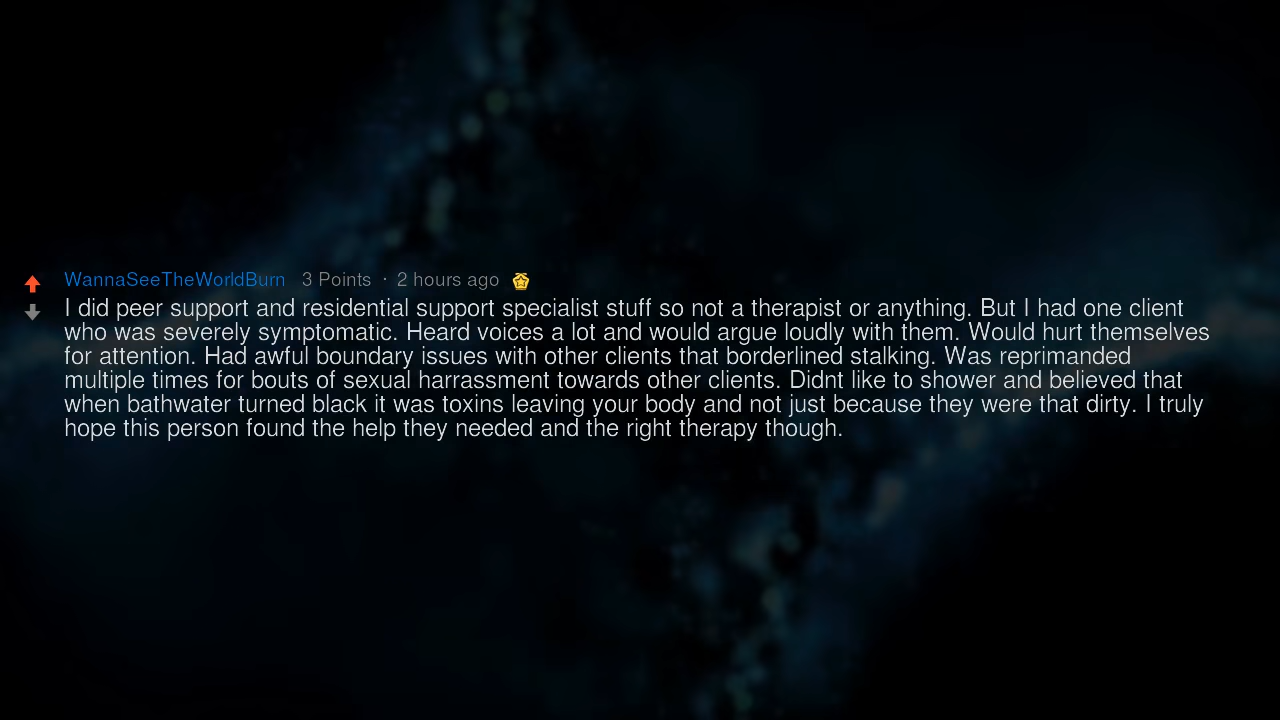 WannaSeeTheWorldBurn 3 Points · 2 hours ago
I did peer support and residential support specialist stuff so not a therapist or anything. But I had one client
who was severely symptomatic. Heard voices a lot and would argue loudly with them. Would hurt themselves
for attention. Had awful boundary issues with other clients that borderlined stalking. Was reprimanded
multiple times for bouts of sexual harrassment towards other clients. Didnt like to shower and believed that
when bathwater turned black it was toxins leaving your body and not just because they were that dirty. I truly
hope this person found the help they needed and the right therapy though.